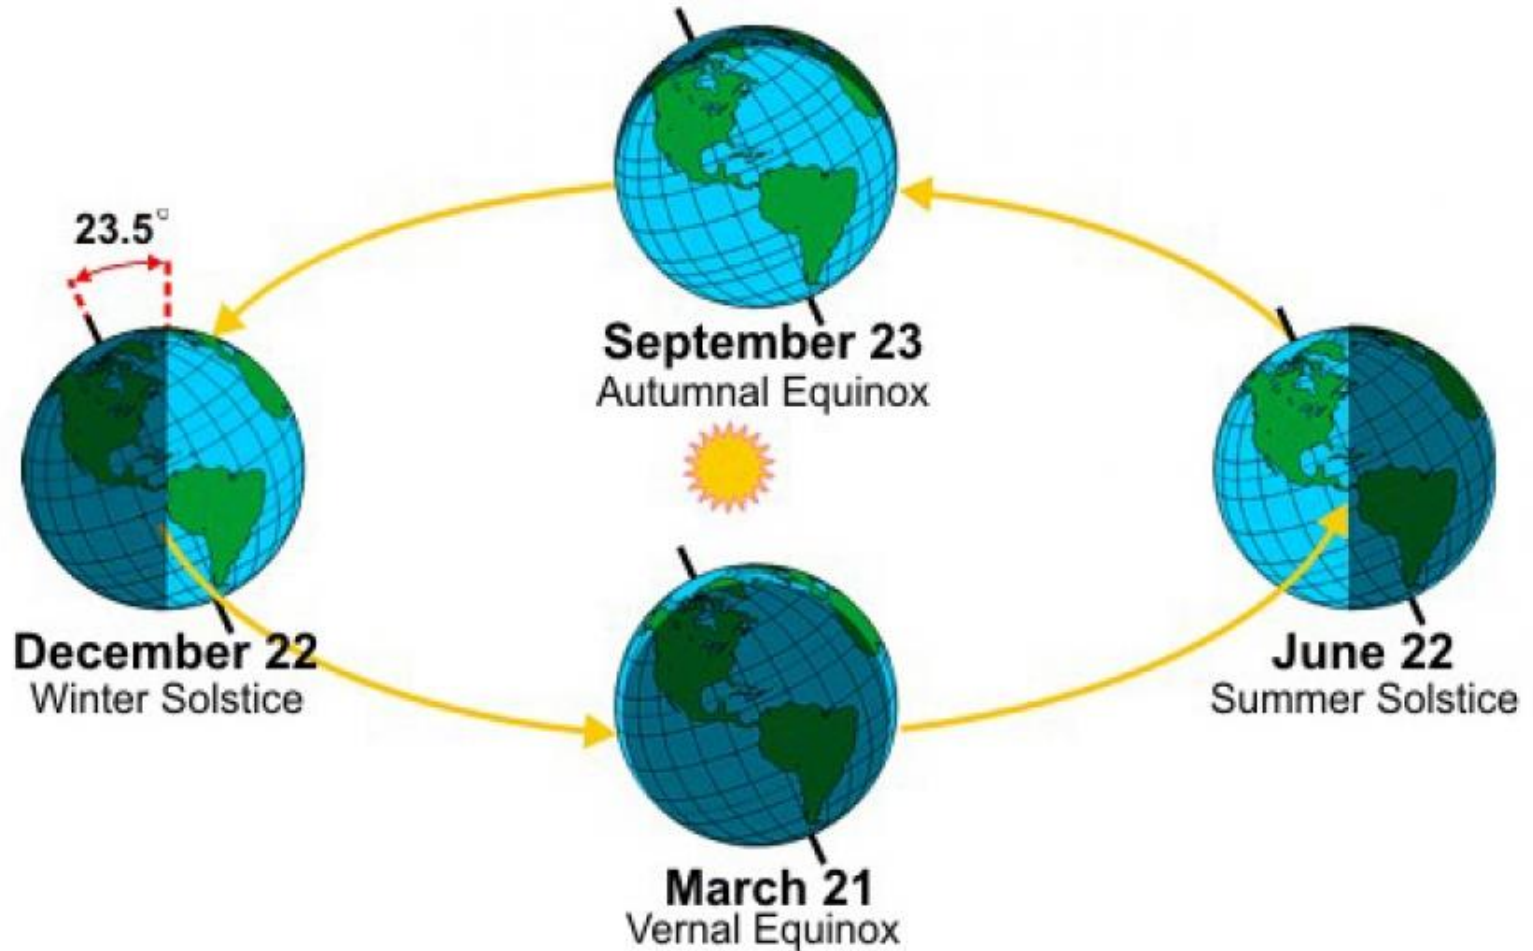 23.5°
September 23
Autumnal Equinox
December 22
Winter Solstice
June 22
Summer Solstice
March 21
Vernal Equinox